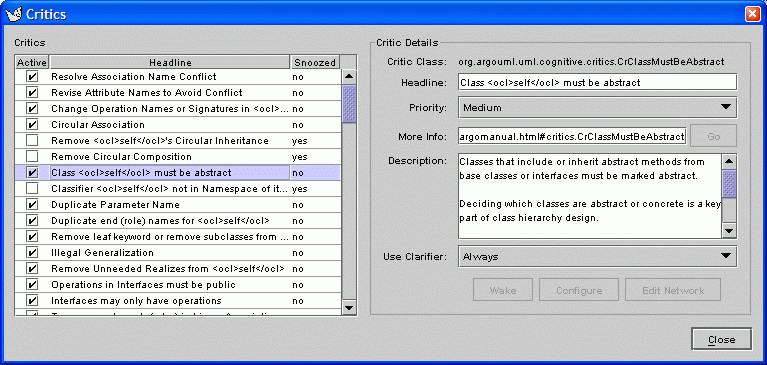 Critics
Critics
Active Headline Snoozed
Resolve Association Name Conflict no
Revise Attribute Names to Avoid Conflict no
Change Operation Names or Signatures in <ocl>... no
Circular Association no
Remove <ocl>self</ocl>'s Circular Inheritance yes
Remove Circular Composition yes
Class <ocl>self</ocl> must be abstract no
Classifier <ocl>self</ocl> not in Namespace of it... yes
Duplicate Parameter Name no
Duplicate end (role) names for <ocl>self</ocl> no
Remove leaf keyword or remove subclasses from ... no
Illegal Generalization no
Remove Unneeded Realizes from <ocl>self</ocl> no
Operations in Interfaces must be public no
Interfaces may only have operations no
Critic Details
Critic Class: org.argouml.uml.cognitive.critics.CrClassMustBeAbstract
Headline: Class <ocl>self</ocl> must be abstract
Priority: Medium
More Info: argomanual.html#critics.CrClassMustBeAbstract Go
Description: Classes that include or inherit abstract methods from
base classes or interfaces must be marked abstract.
Deciding which classes are abstract or concrete is a key
part of class hierarchy design.
Use Clarifier: Always
Wake Configure Edit Network
Close